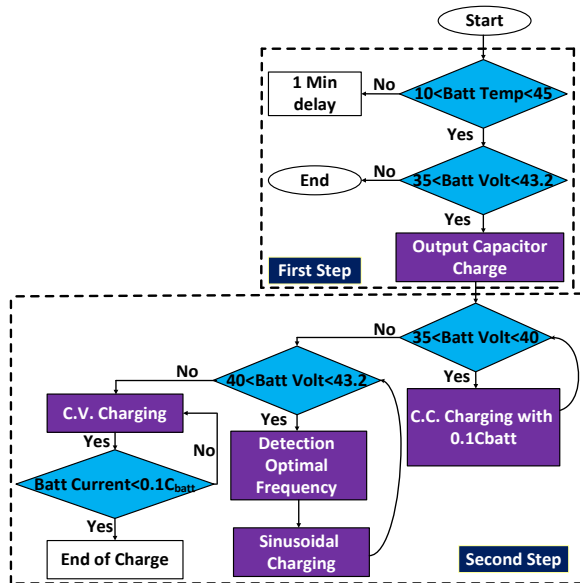 Start
10<Batt Temp<45
No
1 Min
delay
Yes
35<Batt Volt<43.2
No
End
Yes
Output Capacitor
Charge
First Step
35<Batt Volt<40
No
Yes
C.C. Charging with
0.1Cbatt
40<Batt Volt<43.2
No
Yes
Detection
Optimal
Frequency
Sinusoidal
Charging
C.V. Charging
Yes
No
Batt Current<0.1Cbatt
Yes
End of Charge
Second Step